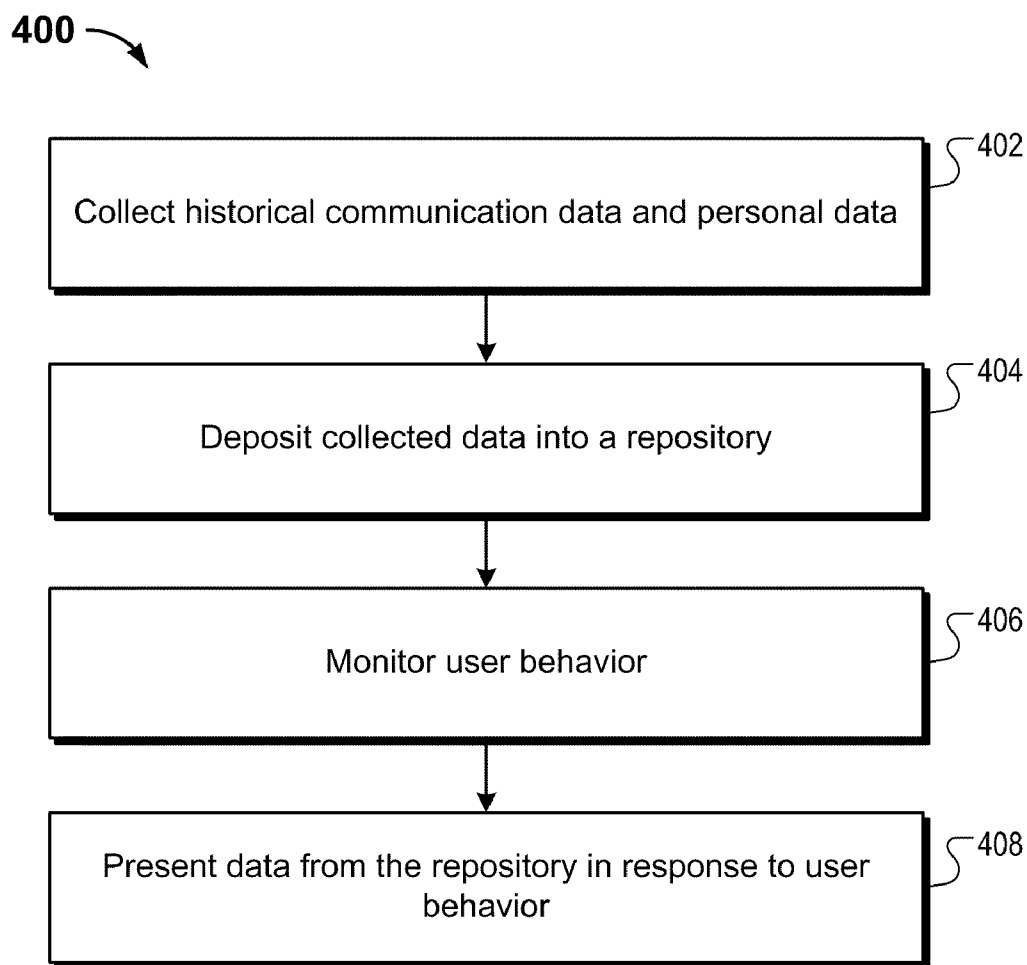 400
402
Collect historical communication data and personal data
404
Deposit collected data into a repository
406
Monitor user behavior
408
Present data from the repository in response to user
behavior